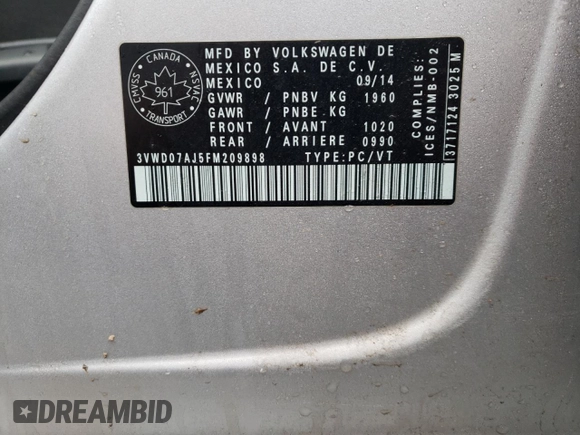 CMVSS CANADA NSVAC
961
TRANSPORT
MFD BY VOLKSWAGEN DE
MEXICO S.A. DE C.V.
MEXICO 09/14
GVWR / PNBV KG 1960
GAWR / PNBE KG
FRONT / AVANT 1020
REAR / ARRIERE 0990
3VWD07AJ5FM209898 TYPE:PC/VT
COMPLIES:
ICES/NMB-002
3717124 3025 M
DREAMBID